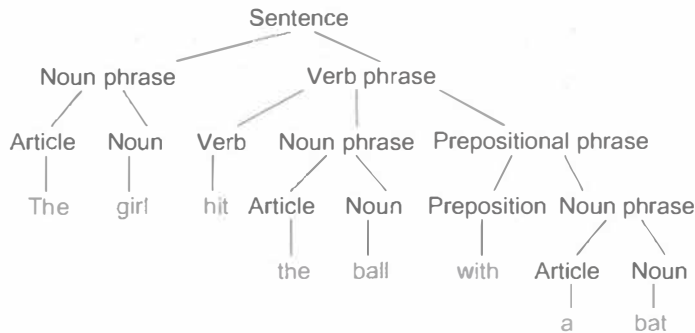 Sentence
Noun phrase Verb phrase
Article Noun Verb Noun phrase Prepositional phrase
The girl hit Article Noun Preposition Noun phrase
the ball with Article Noun
a bat